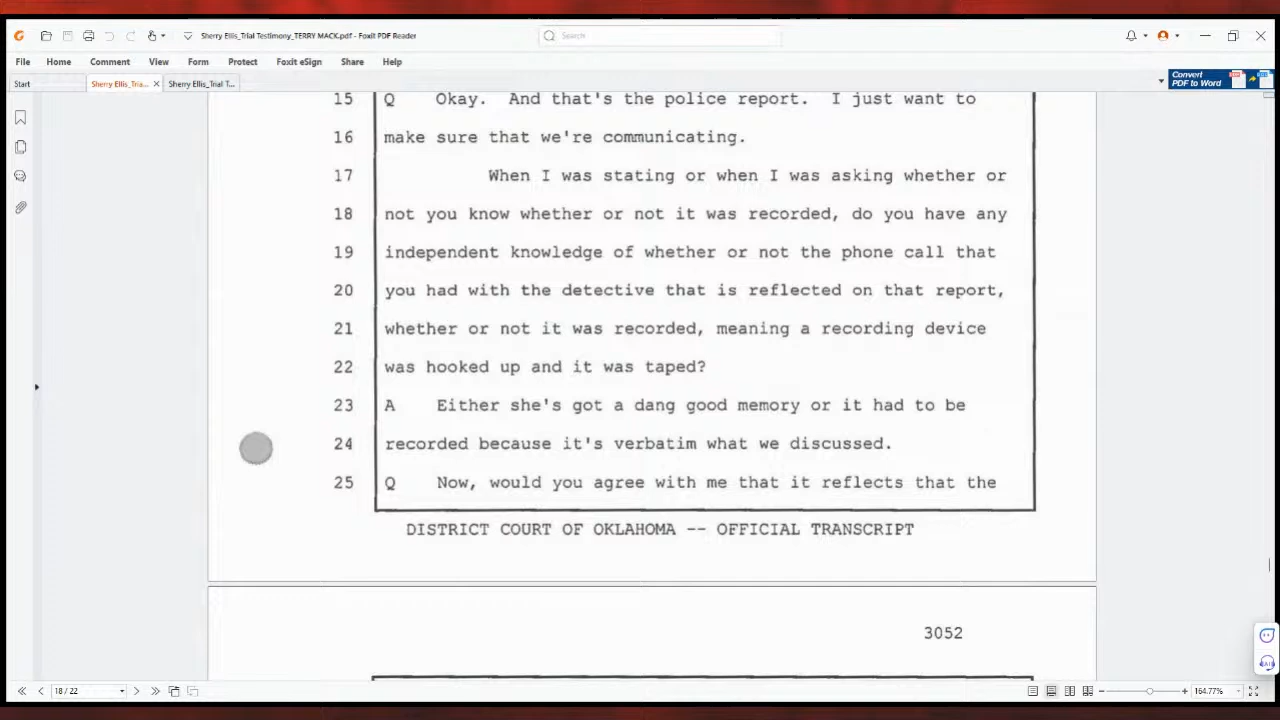 Sherry Ellis_Trial Testimony_TERRY MACK.pdf - Foxit PDF Reader
Search
File Home Comment View Form Protect Foxit eSign Share Help
Start Sherry Ellis_Tria... Sherry Ellis_Trial T...
Convert
PDF to Word
15 Q Okay. And that's the police report. I just want to
16 make sure that we're communicating.
17 When I was stating or when I was asking whether or
18 not you know whether or not it was recorded, do you have any
19 independent knowledge of whether or not the phone call that
20 you had with the detective that is reflected on that report,
21 whether or not it was recorded, meaning a recording device
22 was hooked up and it was taped?
23 A Either she's got a dang good memory or it had to be
24 recorded because it's verbatim what we discussed.
25 Q Now, would you agree with me that it reflects that the
DISTRICT COURT OF OKLAHOMA -- OFFICIAL TRANSCRIPT
3052
18 / 22
164.77%